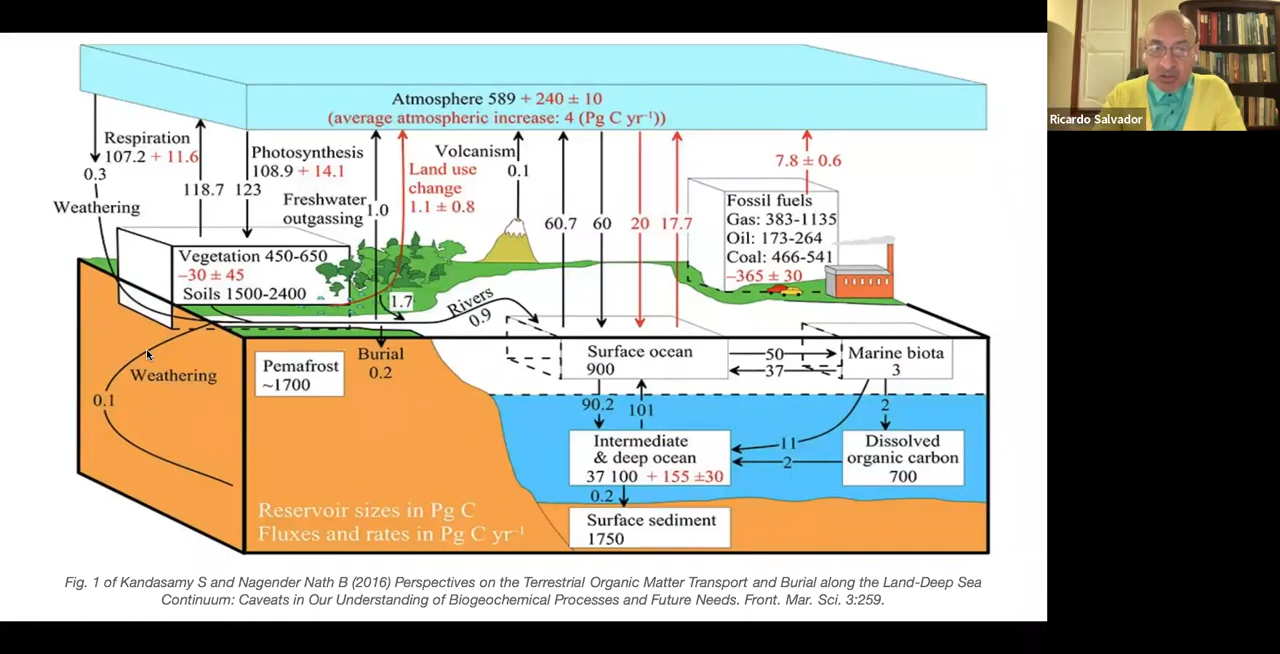 Atmosphere 589 + 240 ± 10
(average atmospheric increase: 4 (Pg C yr⁻¹))
Respiration
107.2 + 11.6
0.3
Weathering
118.7
123
Photosynthesis
108.9 + 14.1
Freshwater
outgassing
1.0
Land use
change
1.1 ± 0.8
Volcanism
0.1
60.7
60
20
17.7
7.8 ± 0.6
Fossil fuels
Gas: 383-1135
Oil: 173-264
Coal: 466-541
–365 ± 30
Vegetation 450-650
–30 ± 45
Soils 1500-2400
1.7
Rivers
0.9
Burial
0.2
Pemafrost
~1700
Weathering
0.1
Surface ocean
900
50
37
Marine biota
3
90.2
101
2
11
2
Intermediate
& deep ocean
37 100 + 155 ±30
Dissolved
organic carbon
700
0.2
Surface sediment
1750
Reservoir sizes in Pg C
Fluxes and rates in Pg C yr⁻¹
Fig. 1 of Kandasamy S and Nagender Nath B (2016) Perspectives on the Terrestrial Organic Matter Transport and Burial along the Land-Deep Sea
Continuum: Caveats in Our Understanding of Biogeochemical Processes and Future Needs. Front. Mar. Sci. 3:259.
Ricardo Salvador